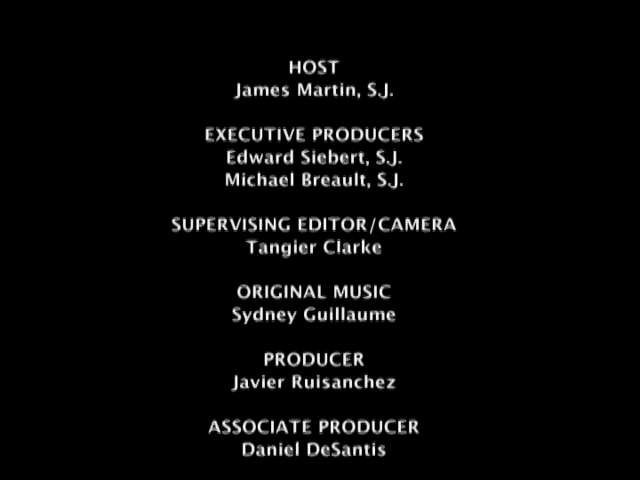 HOST
James Martin, S.J.
EXECUTIVE PRODUCERS
Edward Siebert, S.J.
Michael Breault, S.J.
SUPERVISING EDITOR/CAMERA
Tangier Clarke
ORIGINAL MUSIC
Sydney Guillaume
PRODUCER
Javier Ruisanchez
ASSOCIATE PRODUCER
Daniel DeSantis